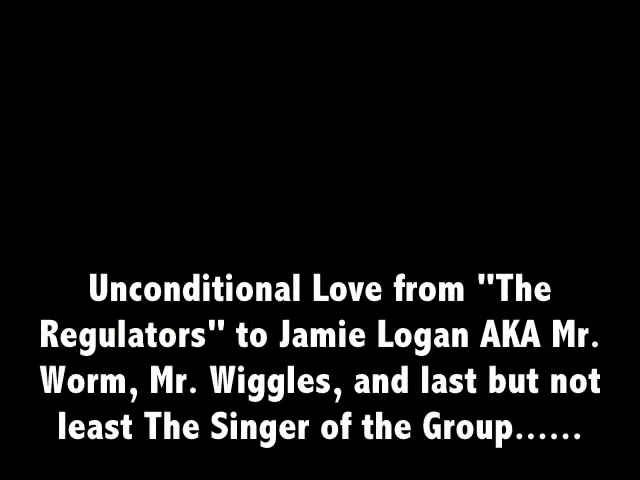 Unconditional Love from "The
Regulators" to Jamie Logan AKA Mr.
Worm, Mr. Wiggles, and last but not
least The Singer of the Group......